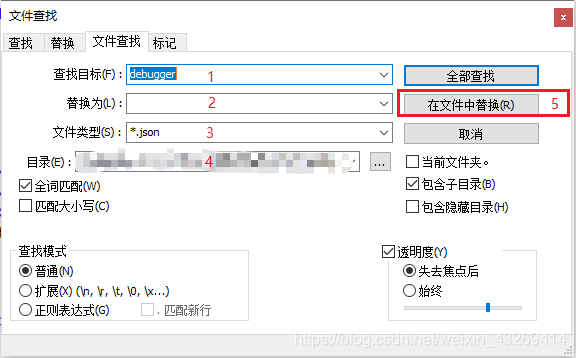 文件查找
查找 替换 文件查找 标记
查找目标(F) : debugger 1 全部查找
替换为(L) : 2 在文件中替换(R) 5
文件类型(S) : *.json 3 取消
目录(E) : 4 ... 当前文件夹。
全词匹配(W) 包含子目录(B)
匹配大小写(C) 包含隐藏目录(H)
查找模式 透明度(Y)
普通(N) 失去焦点后
扩展(X) (\n, \r, \t, \0, \x...) 始终
正则表达式(G) . 匹配新行
https://blog.csdn.net/weixin_43269414